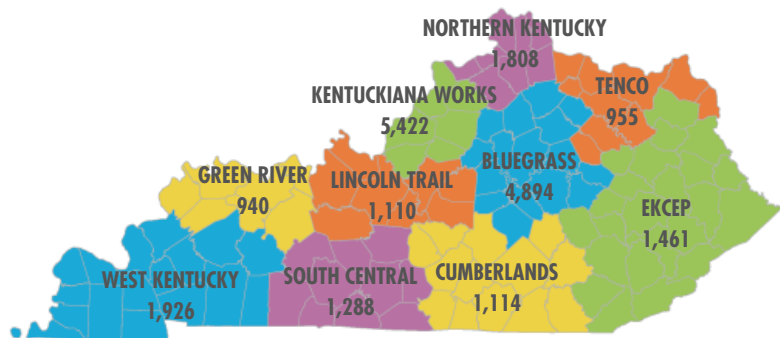 NORTHERN KENTUCKY
1,808
TENCO
955
KENTUCKIANA WORKS
5,422
BLUEGRASS
4,894
GREEN RIVER
940
LINCOLN TRAIL
1,110
EKCEP
1,461
WEST KENTUCKY
1,926
SOUTH CENTRAL
1,288
CUMBERLANDS
1,114